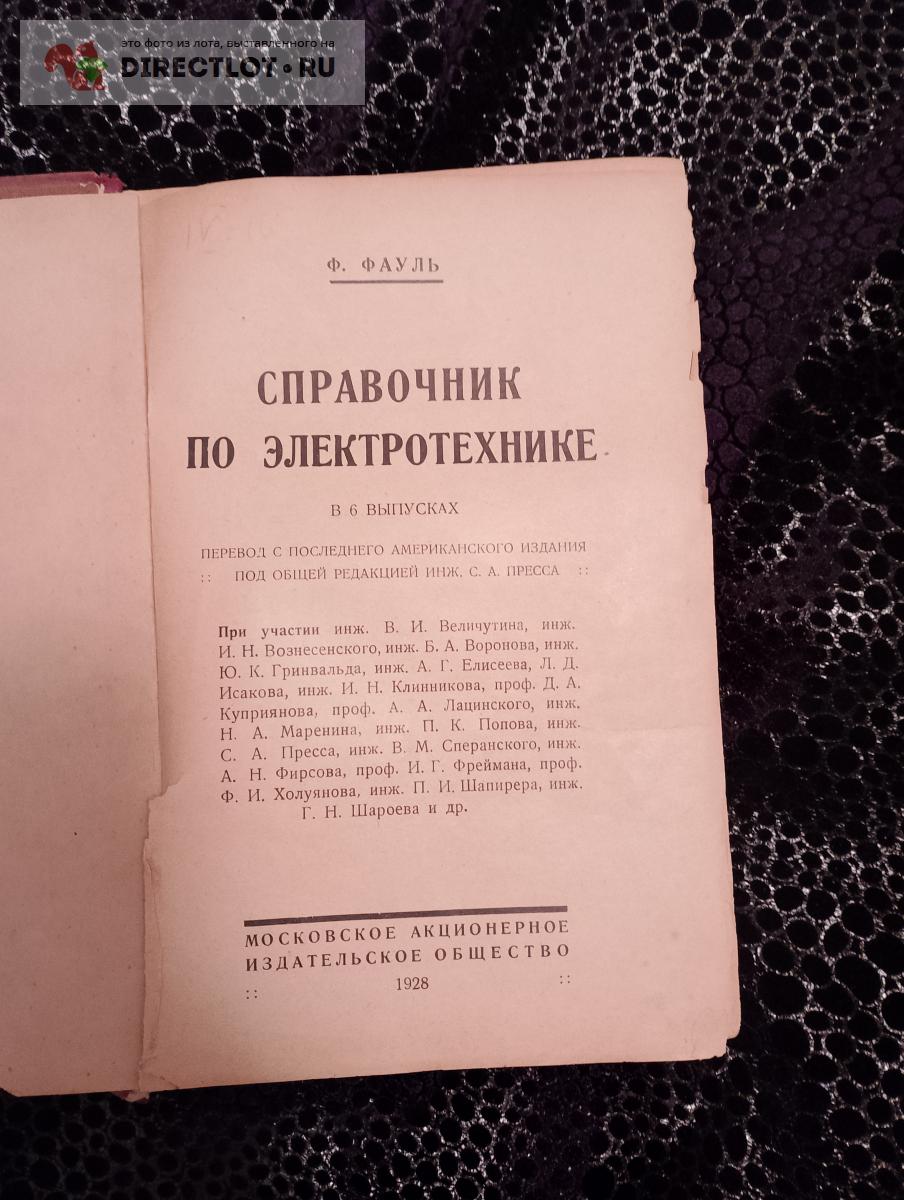 это фото из лота, выставленного на
DIRECTLOT.RU
Ф. ФАУЛЬ
СПРАВОЧНИК
ПО ЭЛЕКТРОТЕХНИКЕ
В 6 ВЫПУСКАХ
ПЕРЕВОД С ПОСЛЕДНЕГО АМЕРИКАНСКОГО ИЗДАНИЯ
:: ПОД ОБЩЕЙ РЕДАКЦИЕЙ ИНЖ. С. А. ПРЕССА ::
При участии инж. В. И. Величутина, инж.
И. Н. Вознесенского, инж. Б. А. Воронова, инж.
Ю. К. Гринвальда, инж. А. Г. Елисеева, Л. Д.
Исакова, инж. И. Н. Клинникова, проф. Д. А.
Куприянова, проф. А. А. Лацинского, инж.
Н. А. Маренина, инж. П. К. Попова, инж.
С. А. Пресса, инж. В. М. Сперанского, инж.
А. Н. Фирсова, проф. И. Г. Фреймана, проф.
Ф. И. Холуянова, инж. П. И. Шапирера, инж.
Г. Н. Шароева и др.
МОСКОВСКОЕ АКЦИОНЕРНОЕ
ИЗДАТЕЛЬСКОЕ ОБЩЕСТВО
:: 1928 ::